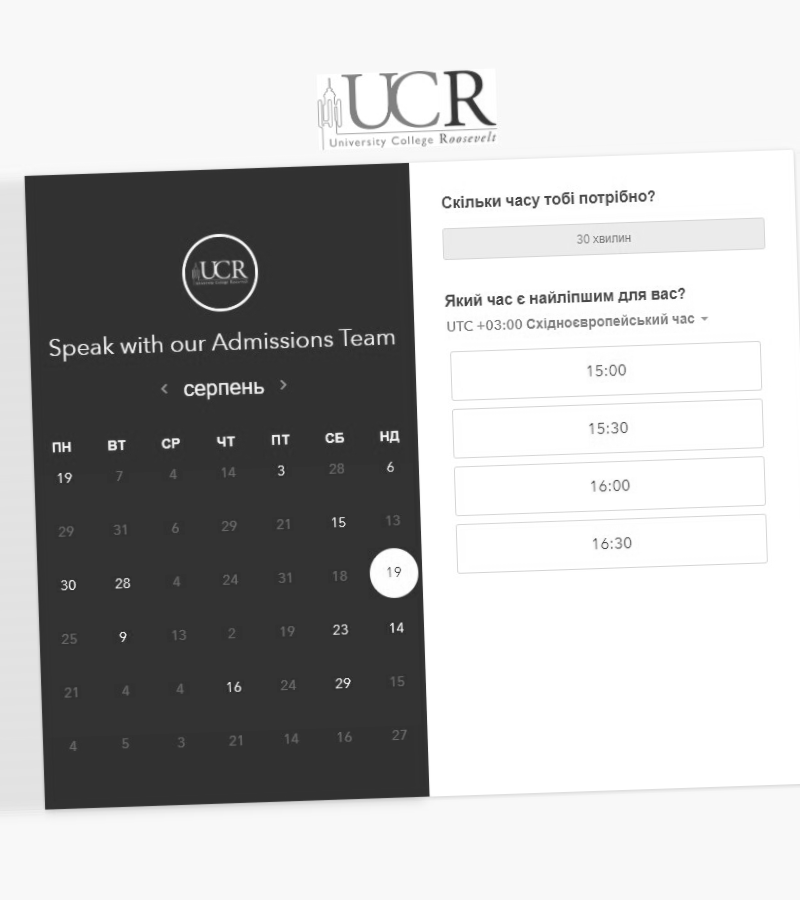 UCR
University College Roosevelt
UCR
University College Roosevelt
Speak with our Admissions Team
серпень
ПН ВТ СР ЧТ ПТ СБ НД
19 7 4 14 3 28 6
29 31 6 29 21 15 13
30 28 4 24 31 18 19
25 9 13 2 19 23 14
21 4 4 16 24 29 15
4 5 3 21 14 16 27
Скільки часу тобі потрібно?
30 хвилин
Який час є найліпшим для вас?
UTC +03:00 Східноєвропейський час
15:00
15:30
16:00
16:30